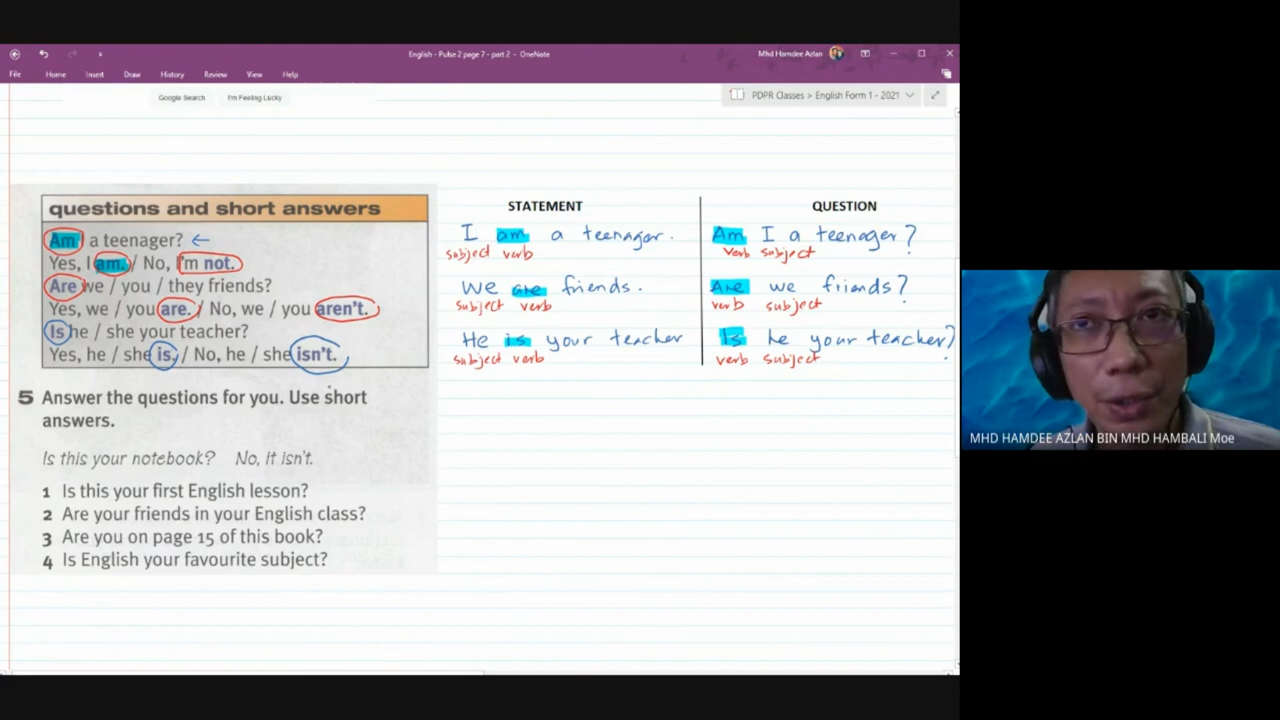 English - Pulse 2 page 7 - part 2 - OneNote
Mhd Hamdee Azlan
File Home Insert Draw History Review View Help
Google Search I'm Feeling Lucky
PDPR Classes > English Form 1 - 2021
questions and short answers
Am I a teenager?
Yes, I am. / No, I'm not.
Are we / you / they friends?
Yes, we / you are. / No, we / you aren't.
Is he / she your teacher?
Yes, he / she is. / No, he / she isn't.
5 Answer the questions for you. Use short
answers.
Is this your notebook? No, it isn't.
1 Is this your first English lesson?
2 Are your friends in your English class?
3 Are you on page 15 of this book?
4 Is English your favourite subject?
STATEMENT
I am a teenager.
subject verb
We are friends.
subject verb
He is your teacher
subject verb
QUESTION
Am I a teenager?
verb subject
Are we friends?
verb subject
Is he your teacher?
verb subject
MHD HAMDEE AZLAN BIN MHD HAMBALI Moe